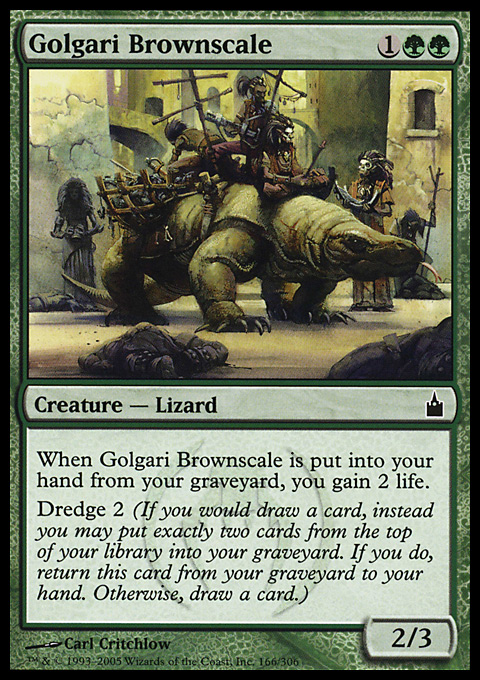 Golgari Brownscale 1
Creature — Lizard
When Golgari Brownscale is put into your
hand from your graveyard, you gain 2 life.
Dredge 2 (If you would draw a card, instead
you may put exactly two cards from the top
of your library into your graveyard. If you do,
return this card from your graveyard to your
hand. Otherwise, draw a card.)
2/3
Carl Critchlow
™ & © 1993–2005 Wizards of the Coast, Inc. 166/306